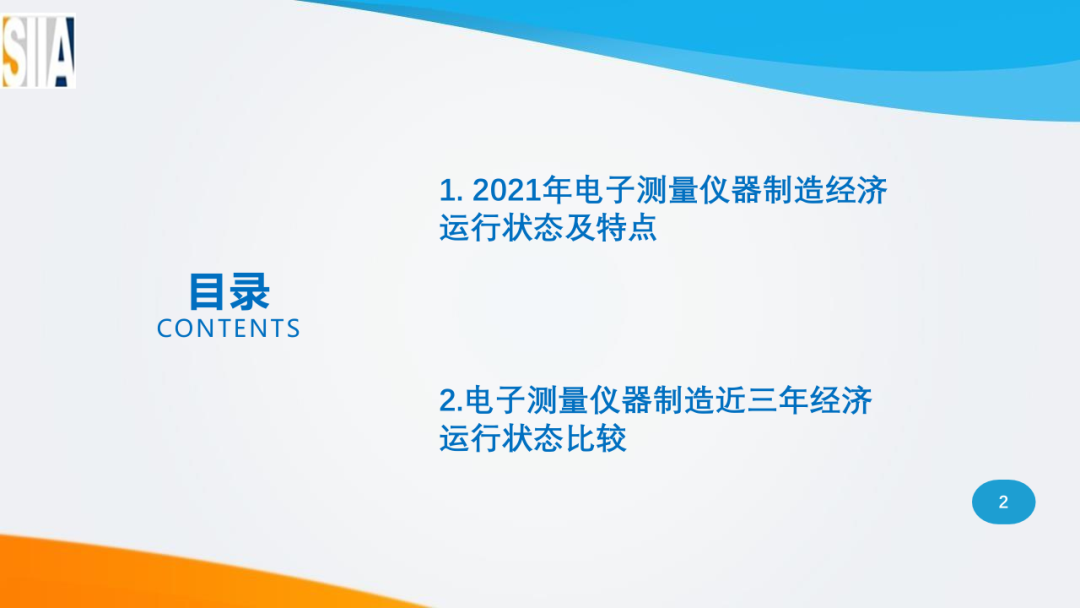 SIIA
目录
CONTENTS
1. 2021年电子测量仪器制造经济
运行状态及特点
2.电子测量仪器制造近三年经济
运行状态比较
2